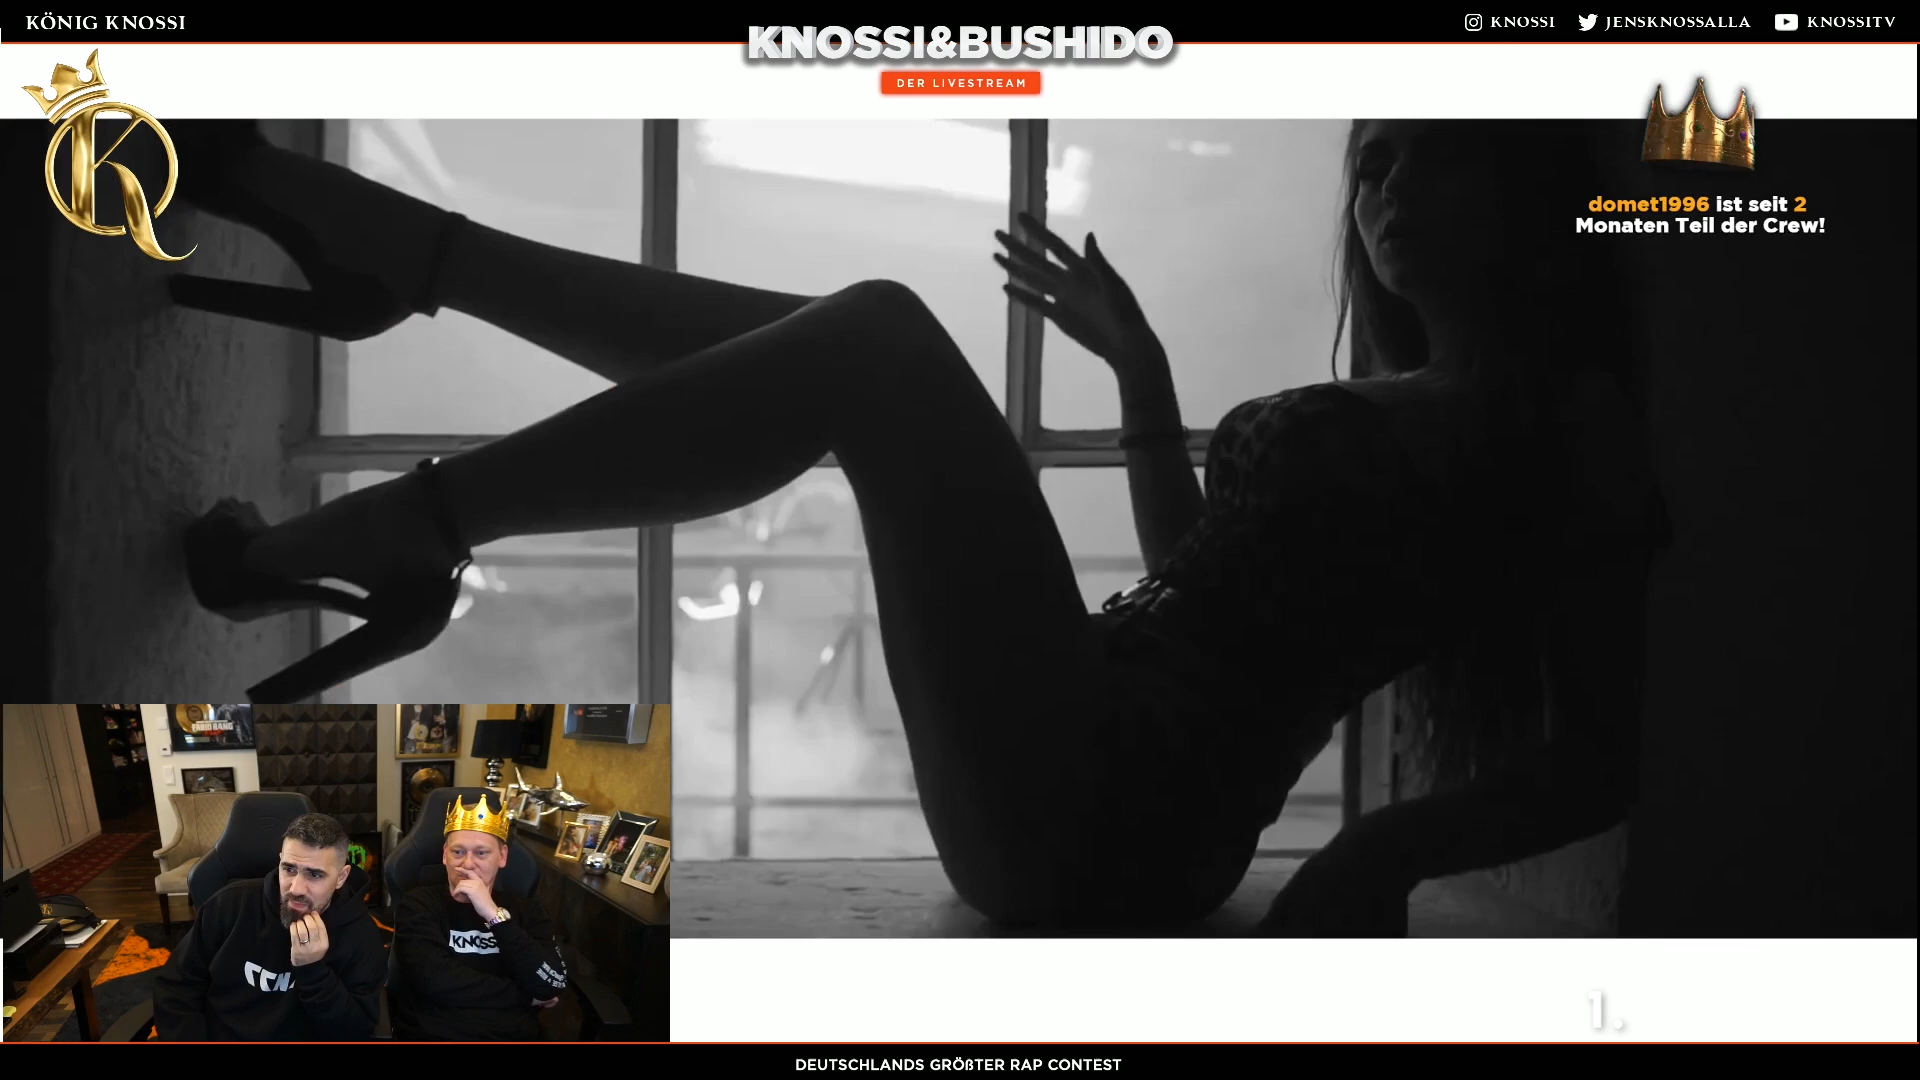 KÖNIG KNOSSI
KNOSSI&BUSHIDO
DER LIVESTREAM
KNOSSI
JENSKNOSSALLA
KNOSSITV
domet1996 ist seit 2
Monaten Teil der Crew!
KNOSSI
1.
DEUTSCHLANDS GRÖßTER RAP CONTEST